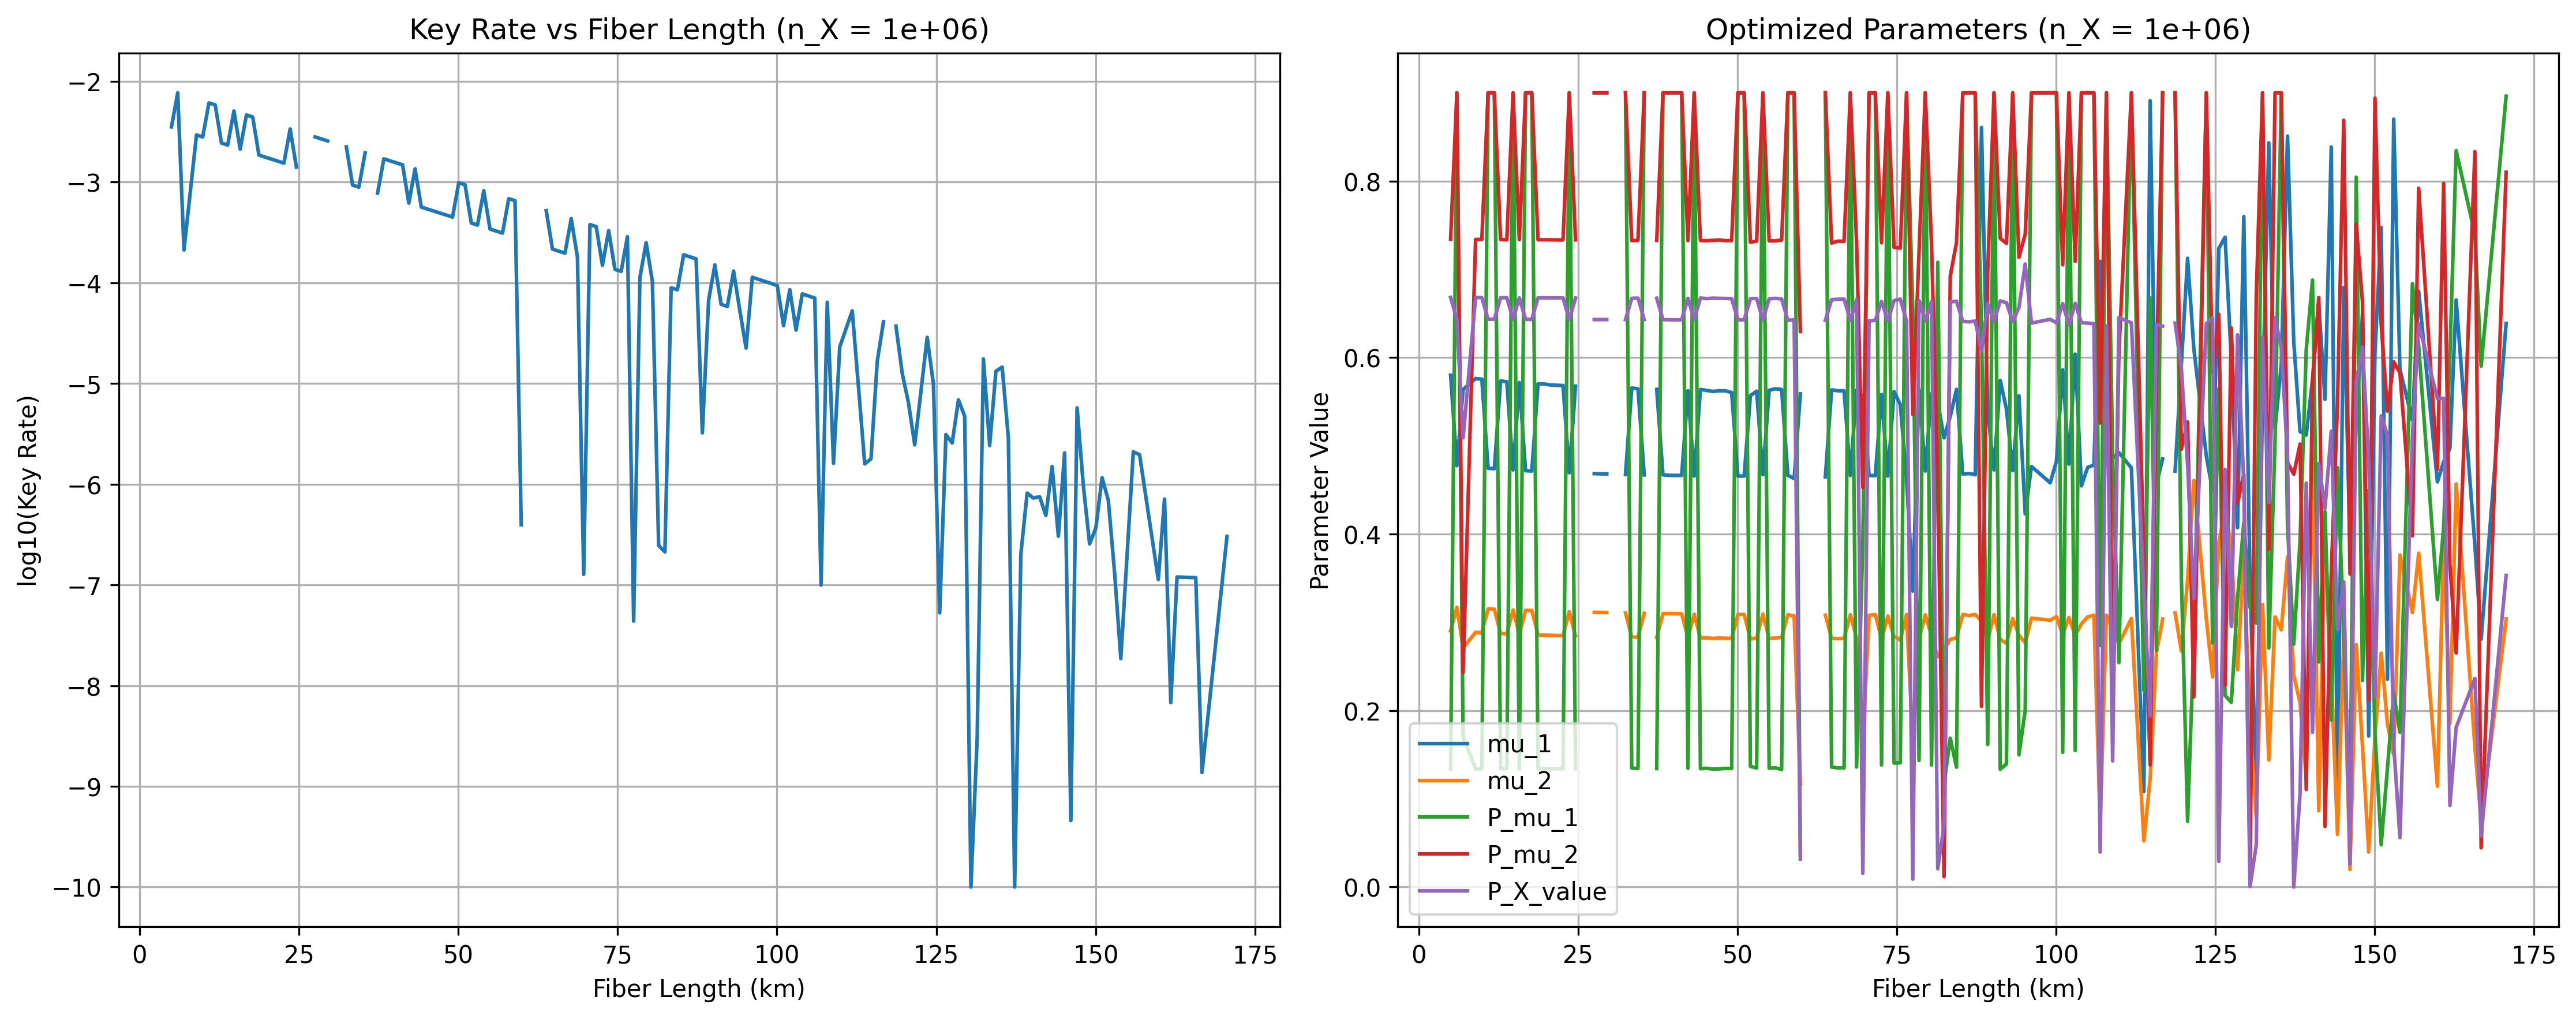 Key Rate vs Fiber Length (n_X = 1e+06)
log10(Key Rate)
−2
−3
−4
−5
−6
−7
−8
−9
−10
0 25 50 75 100 125 150 175
Fiber Length (km)
Optimized Parameters (n_X = 1e+06)
Parameter Value
0.8
0.6
0.4
0.2
0.0
mu_1
mu_2
P_mu_1
P_mu_2
P_X_value
0 25 50 75 100 125 150 175
Fiber Length (km)